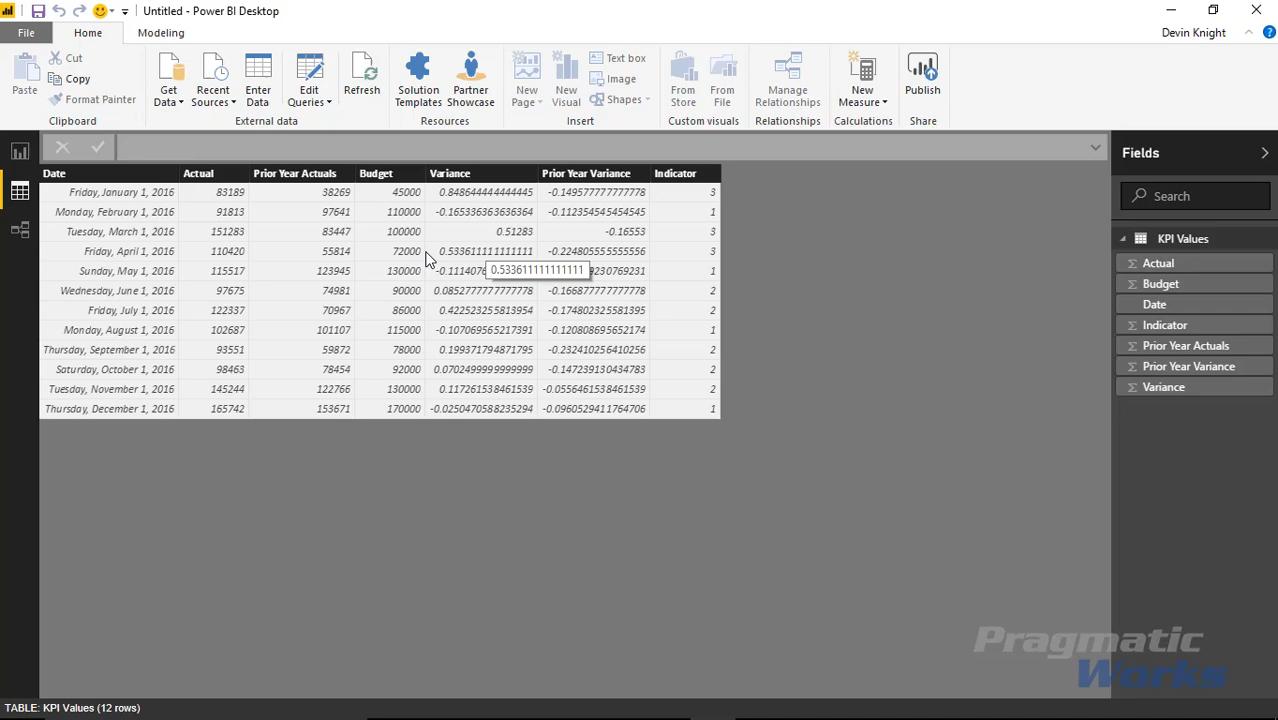 Untitled - Power BI Desktop
File Home Modeling Devin Knight
Paste Cut Copy Format Painter
Clipboard
Get Data Recent Sources Enter Data Edit Queries Refresh
External data
Solution Templates Partner Showcase
Resources
New Page New Visual Text box Image Shapes
Insert
From Store From File
Custom visuals
Manage Relationships
Relationships
New Measure
Calculations
Publish
Share
Date Actual Prior Year Actuals Budget Variance Prior Year Variance Indicator
Friday, January 1, 2016 83189 38269 45000 0.848644444444445 -0.149577777777778 3
Monday, February 1, 2016 91813 97641 110000 -0.165336363636364 -0.112354545454545 1
Tuesday, March 1, 2016 151283 83447 100000 0.51283 -0.16553 3
Friday, April 1, 2016 110420 55814 72000 0.533611111111111 -0.224805555555556 3
Sunday, May 1, 2016 115517 123945 130000 -0.111407 0.533611111111111 9230769231 1
Wednesday, June 1, 2016 97675 74981 90000 0.0852777777777778 -0.166877777777778 2
Friday, July 1, 2016 122337 70967 86000 0.422523255813954 -0.174802325581395 2
Monday, August 1, 2016 102687 101107 115000 -0.107069565217391 -0.120808695652174 1
Thursday, September 1, 2016 93551 59872 78000 0.199371794871795 -0.232410256410256 2
Saturday, October 1, 2016 98463 78454 92000 0.0702499999999999 -0.147239130434783 2
Tuesday, November 1, 2016 145244 122766 130000 0.117261538461539 -0.0556461538461539 2
Thursday, December 1, 2016 165742 153671 170000 -0.0250470588235294 -0.0960529411764706 1
Fields
Search
KPI Values
Actual
Budget
Date
Indicator
Prior Year Actuals
Prior Year Variance
Variance
Pragmatic
Works
TABLE: KPI Values (12 rows)